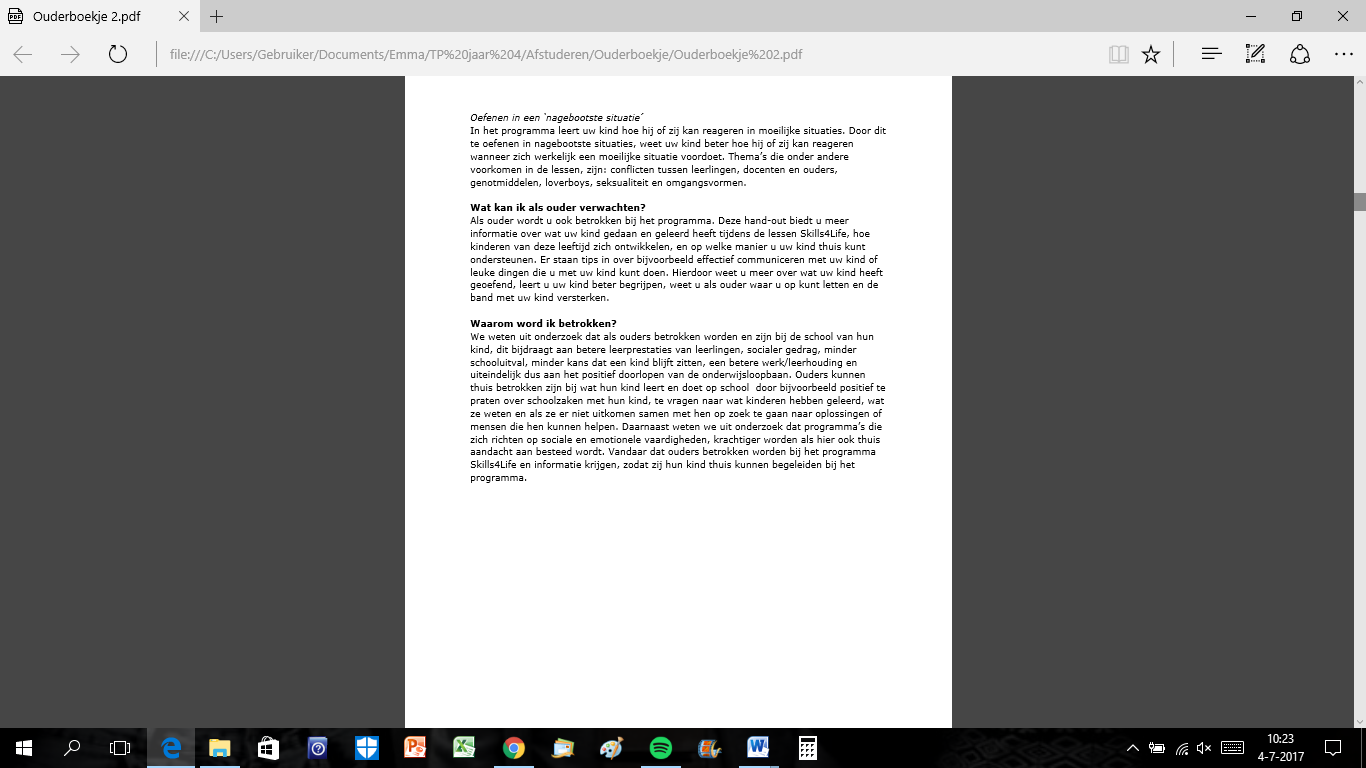 Ouderboekje 2.pdf
file:///C:/Users/Gebruiker/Documents/Emma/TP%20jaar%204/Afstuderen/Ouderboekje/Ouderboekje%202.pdf
Oefenen in een `nagebootste situatie´
In het programma leert uw kind hoe hij of zij kan reageren in moeilijke situaties. Door dit
te oefenen in nagebootste situaties, weet uw kind beter hoe hij of zij kan reageren
wanneer zich werkelijk een moeilijke situatie voordoet. Thema’s die onder andere
voorkomen in de lessen, zijn: conflicten tussen leerlingen, docenten en ouders,
genotmiddelen, loverboys, seksualiteit en omgangsvormen.
Wat kan ik als ouder verwachten?
Als ouder wordt u ook betrokken bij het programma. Deze hand-out biedt u meer
informatie over wat uw kind gedaan en geleerd heeft tijdens de lessen Skills4Life, hoe
kinderen van deze leeftijd zich ontwikkelen, en op welke manier u uw kind thuis kunt
ondersteunen. Er staan tips in over bijvoorbeeld effectief communiceren met uw kind of
leuke dingen die u met uw kind kunt doen. Hierdoor weet u meer over wat uw kind heeft
geoefend, leert u uw kind beter begrijpen, weet u als ouder waar u op kunt letten en de
band met uw kind versterken.
Waarom word ik betrokken?
We weten uit onderzoek dat als ouders betrokken worden en zijn bij de school van hun
kind, dit bijdraagt aan betere leerprestaties van leerlingen, socialer gedrag, minder
schooluitval, minder kans dat een kind blijft zitten, een betere werk/leerhouding en
uiteindelijk dus aan het positief doorlopen van de onderwijsloopbaan. Ouders kunnen
thuis betrokken zijn bij wat hun kind leert en doet op school  door bijvoorbeeld positief te
praten over schoolzaken met hun kind, te vragen naar wat kinderen hebben geleerd, wat
ze weten en als ze er niet uitkomen samen met hen op zoek te gaan naar oplossingen of
mensen die hen kunnen helpen. Daarnaast weten we uit onderzoek dat programma’s die
zich richten op sociale en emotionele vaardigheden, krachtiger worden als hier ook thuis
aandacht aan besteed wordt. Vandaar dat ouders betrokken worden bij het programma
Skills4Life en informatie krijgen, zodat zij hun kind thuis kunnen begeleiden bij het
programma.
10:23
4-7-2017